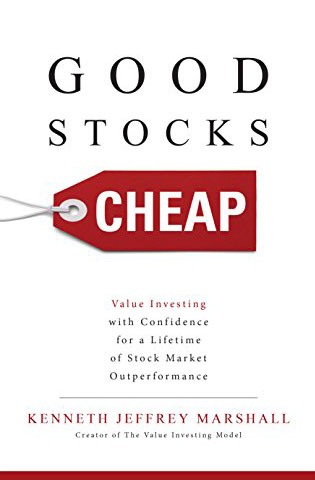 GOOD
STOCKS
CHEAP
Value Investing
with Confidence
for a Lifetime
of Stock Market
Outperformance
KENNETH JEFFREY MARSHALL
Creator of The Value Investing Model